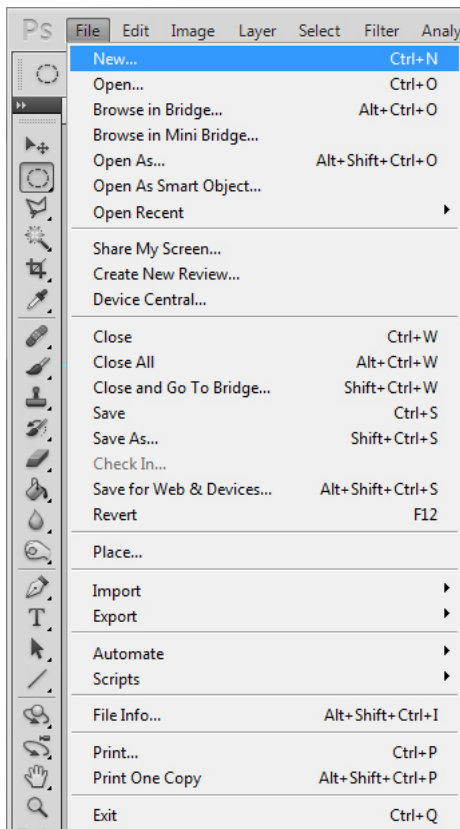 Ps File Edit Image Layer Select Filter Analy
New... Ctrl+N
Open... Ctrl+O
Browse in Bridge... Alt+Ctrl+O
Browse in Mini Bridge...
Open As... Alt+Shift+Ctrl+O
Open As Smart Object...
Open Recent
Share My Screen...
Create New Review...
Device Central...
Close Ctrl+W
Close All Alt+Ctrl+W
Close and Go To Bridge... Shift+Ctrl+W
Save Ctrl+S
Save As... Shift+Ctrl+S
Check In...
Save for Web & Devices... Alt+Shift+Ctrl+S
Revert F12
Place...
Import
Export
Automate
Scripts
File Info... Alt+Shift+Ctrl+I
Print... Ctrl+P
Print One Copy Alt+Shift+Ctrl+P
Exit Ctrl+Q